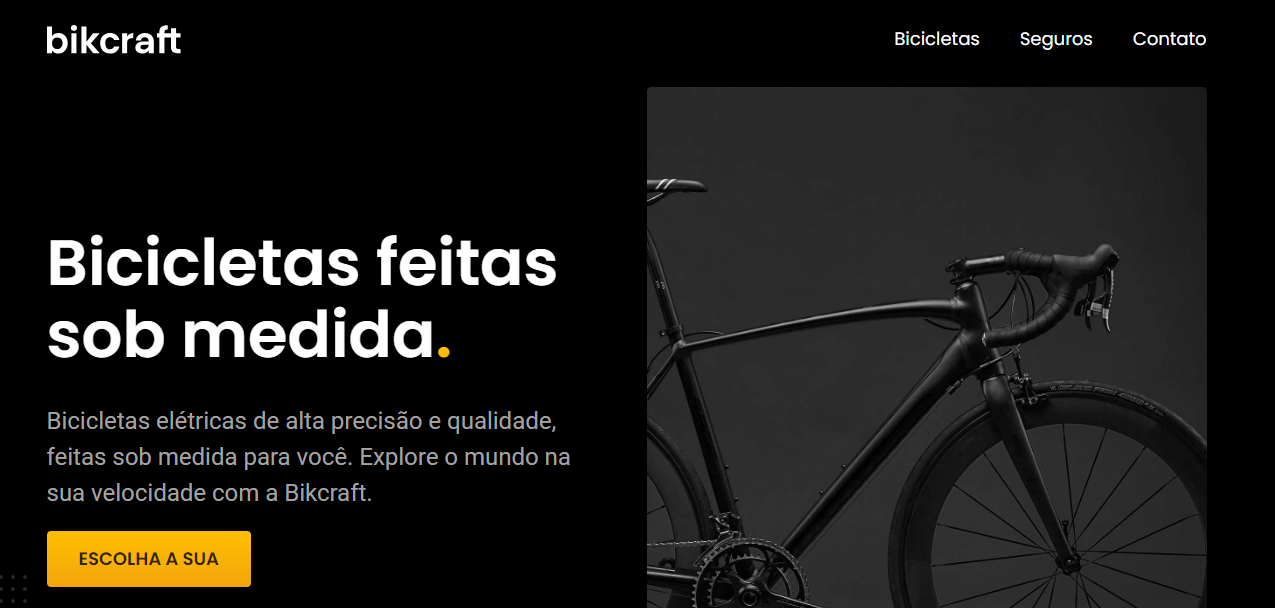 bikcraft
Bicicletas Seguros Contato
Bicicletas feitas
sob medida.
Bicicletas elétricas de alta precisão e qualidade,
feitas sob medida para você. Explore o mundo na
sua velocidade com a Bikcraft.
ESCOLHA A SUA